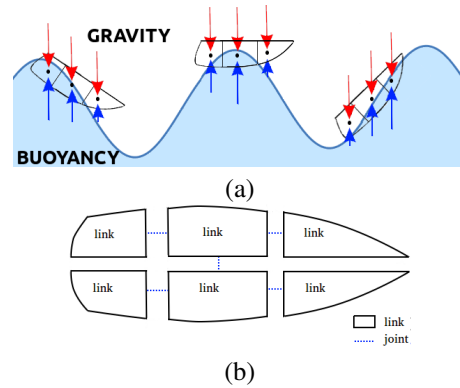 GRAVITY
BUOYANCY
(a)
link link link
link link link
link
joint
(b)